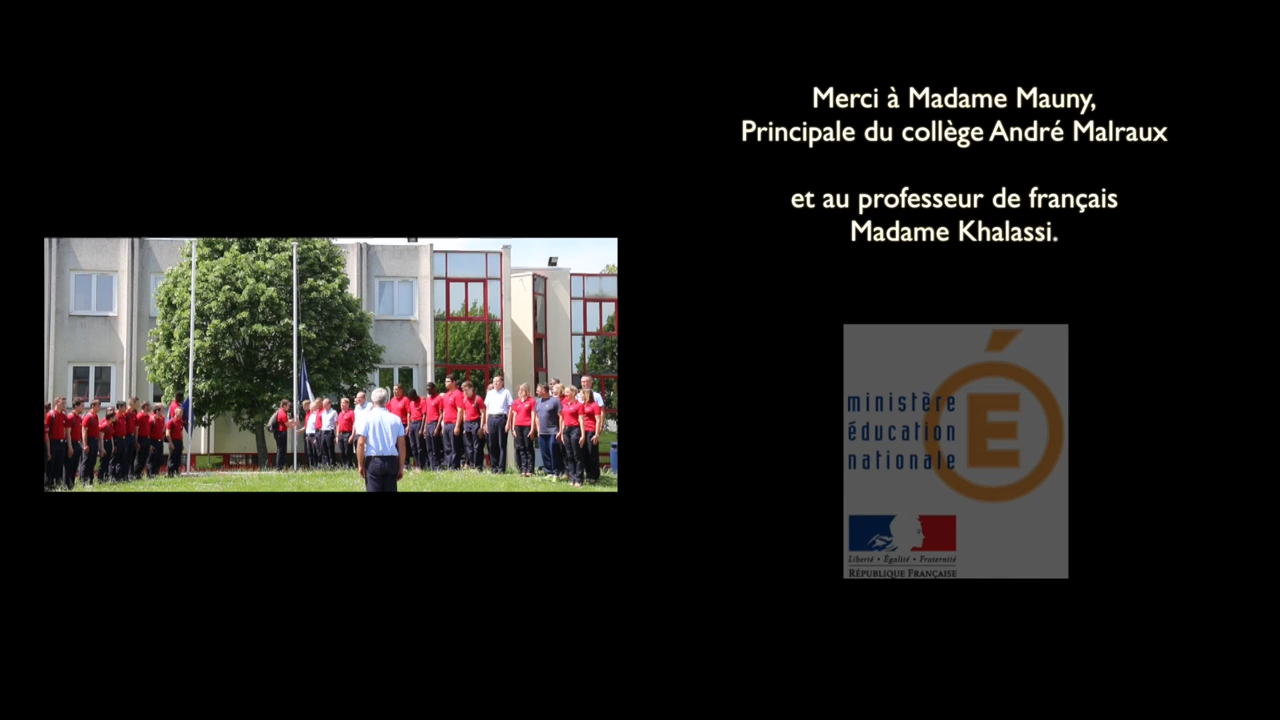 Merci à Madame Mauny,
Principale du collège André Malraux
et au professeur de français
Madame Khalassi.
ministère
éducation
nationale
É
Liberté • Égalité • Fraternité
RÉPUBLIQUE FRANÇAISE